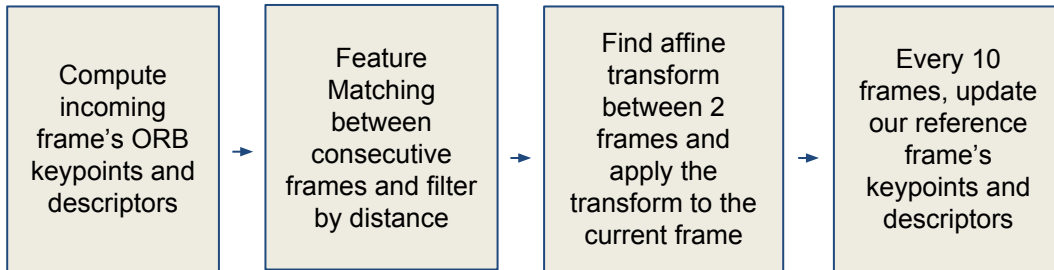 Compute
incoming
frame’s ORB
keypoints and
descriptors
Feature
Matching
between
consecutive
frames and filter
by distance
Find affine
transform
between 2
frames and
apply the
transform to the
current frame
Every 10
frames, update
our reference
frame’s
keypoints and
descriptors